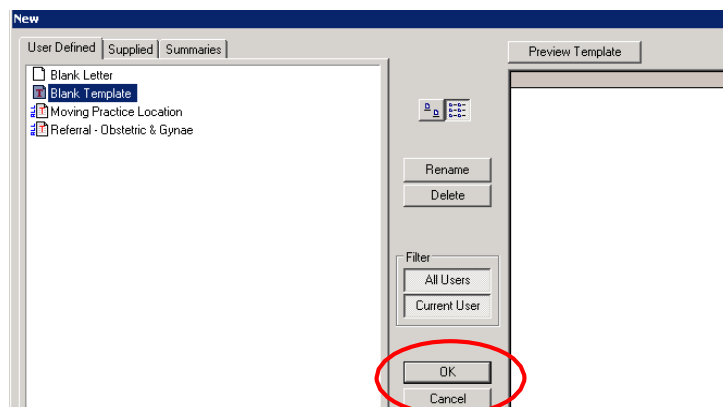 New
User Defined Supplied Summaries
Preview Template
Blank Letter
Blank Template
Moving Practice Location
Referral - Obstetric & Gynae
Rename
Delete
Filter
All Users
Current User
OK
Cancel